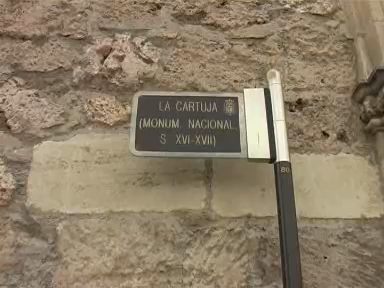 LA CARTUJA
(MONUM. NACIONAL.
S. XVI-XVII)